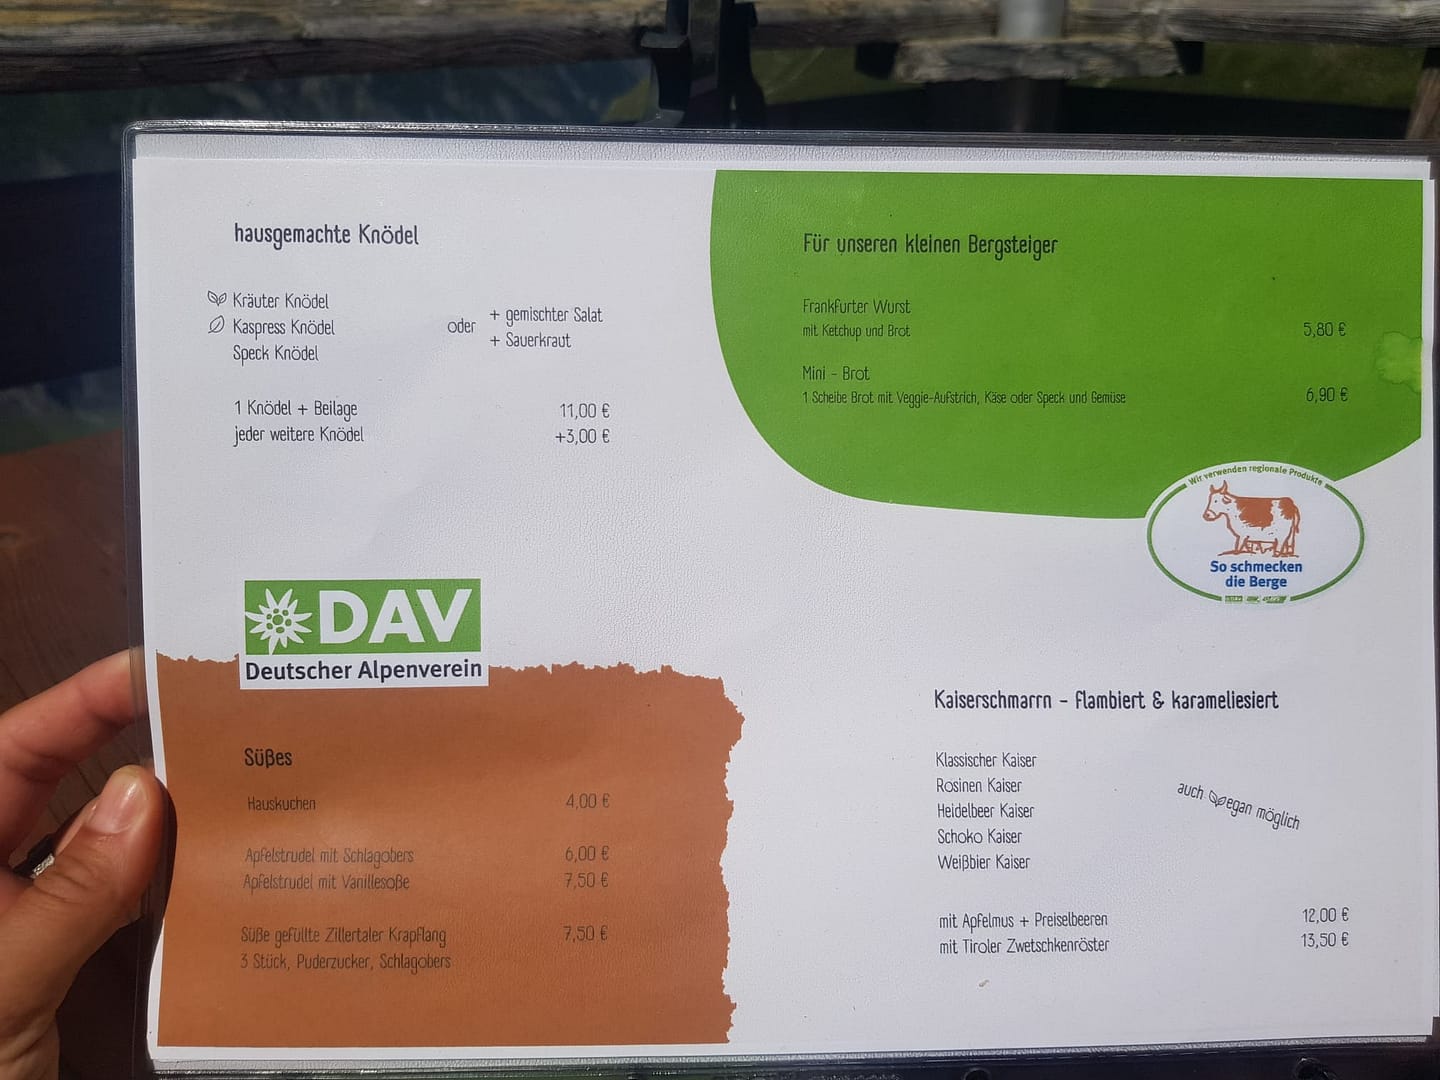 hausgemachte Knödel
Kräuter Knödel
Kaspress Knödel
Speck Knödel
oder
+ gemischter Salat
+ Sauerkraut
1 Knödel + Beilage 11,00 €
jeder weitere Knödel +3,00 €
Für unseren kleinen Bergsteiger
Frankfurter Wurst
mit Ketchup und Brot 5,80 €
Mini - Brot
1 Scheibe Brot mit Veggie-Aufstrich, Käse oder Speck und Gemüse 6,90 €
Wir verwenden regionale Produkte
So schmecken
die Berge
DAV
Deutscher Alpenverein
Süßes
Hauskuchen 4,00 €
Apfelstrudel mit Schlagobers 6,00 €
Apfelstrudel mit Vanillesoße 7,50 €
Süße gefüllte Zillertaler Krapflang 7,50 €
3 Stück, Puderzucker, Schlagobers
Kaiserschmarrn - flambiert & karameliesiert
Klassischer Kaiser
Rosinen Kaiser
Heidelbeer Kaiser
Schoko Kaiser
Weißbier Kaiser
auch vegan möglich
mit Apfelmus + Preiselbeeren 12,00 €
mit Tiroler Zwetschkenröster 13,50 €